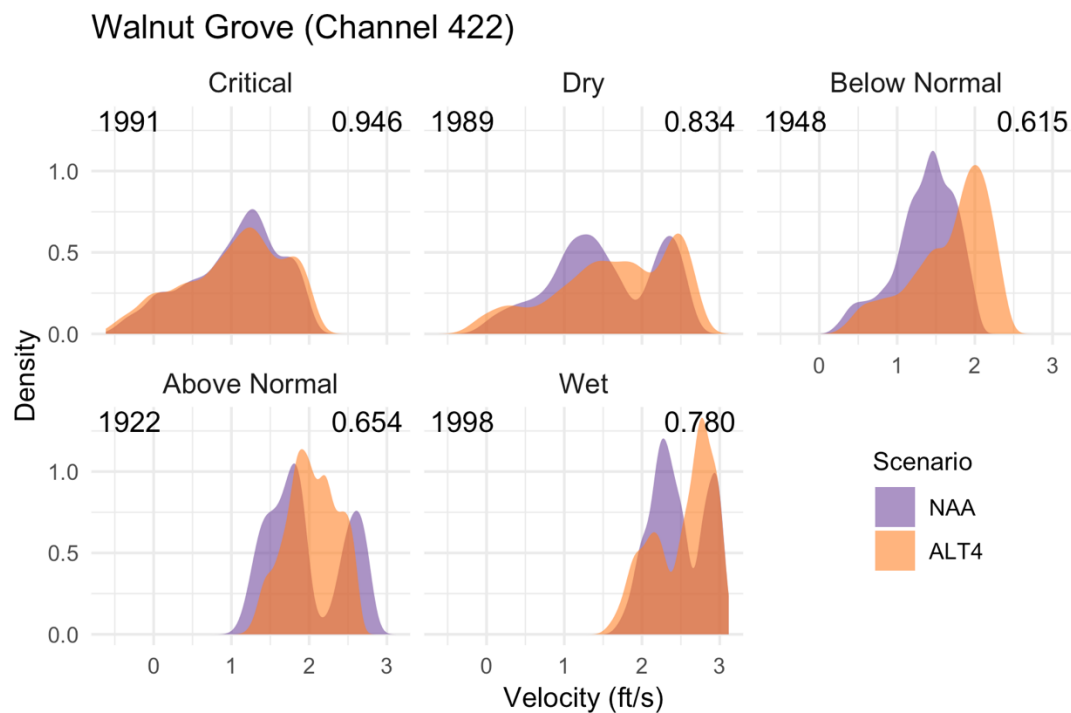 Walnut Grove (Channel 422)
Critical
Dry
Below Normal
1991
0.946
1989
0.834
1948
0.615
1.0
0.5
0.0
0
1
2
3
Density
Above Normal
Wet
1922
0.654
1998
0.780
1.0
0.5
0.0
Scenario
NAA
ALT4
0
1
2
3
0
1
2
3
Velocity (ft/s)